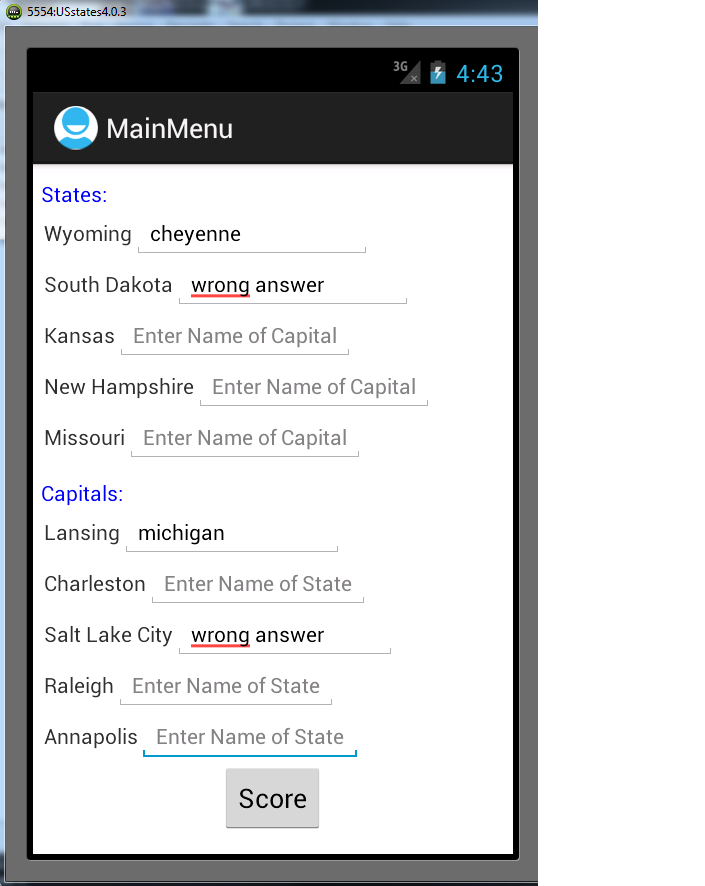 5554:USstates4.0.3
3G 4:43
MainMenu
States:
Wyoming cheyenne
South Dakota wrong answer
Kansas Enter Name of Capital
New Hampshire Enter Name of Capital
Missouri Enter Name of Capital
Capitals:
Lansing michigan
Charleston Enter Name of State
Salt Lake City wrong answer
Raleigh Enter Name of State
Annapolis Enter Name of State
Score